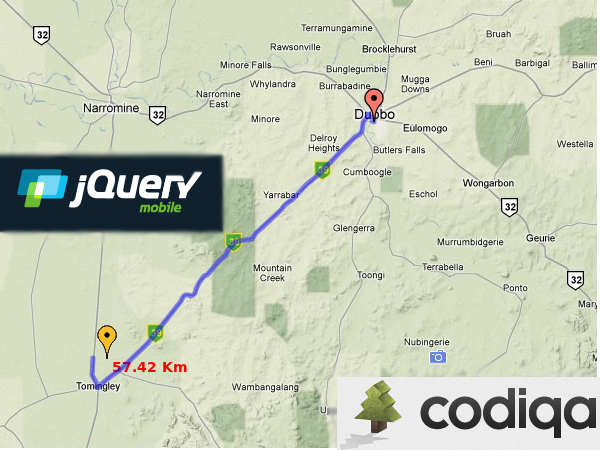 Terramungamine
32
Bruah
Rawsonville
Brocklehurst
Minore Falls
Bunglegumbie
Beni
Barbigal
Ballim
Whylandra
Burrabadine
Mugga
Downs
Narromine
East
Narromine
32
Dubbo
Minore
Eulomogo
Delroy
Heights
Butlers Falls
Westella
Cumboogle
jQuery
mobile
Yarrabar
Eschol
Wongarbon
32
Glengerra
Murrumbidgerie
Geurie
Mountain
Creek
Toongi
Terrabella
32
Ponto
Nubingerie
57.42 Km
Tomingley
Wambangalang
codiqa